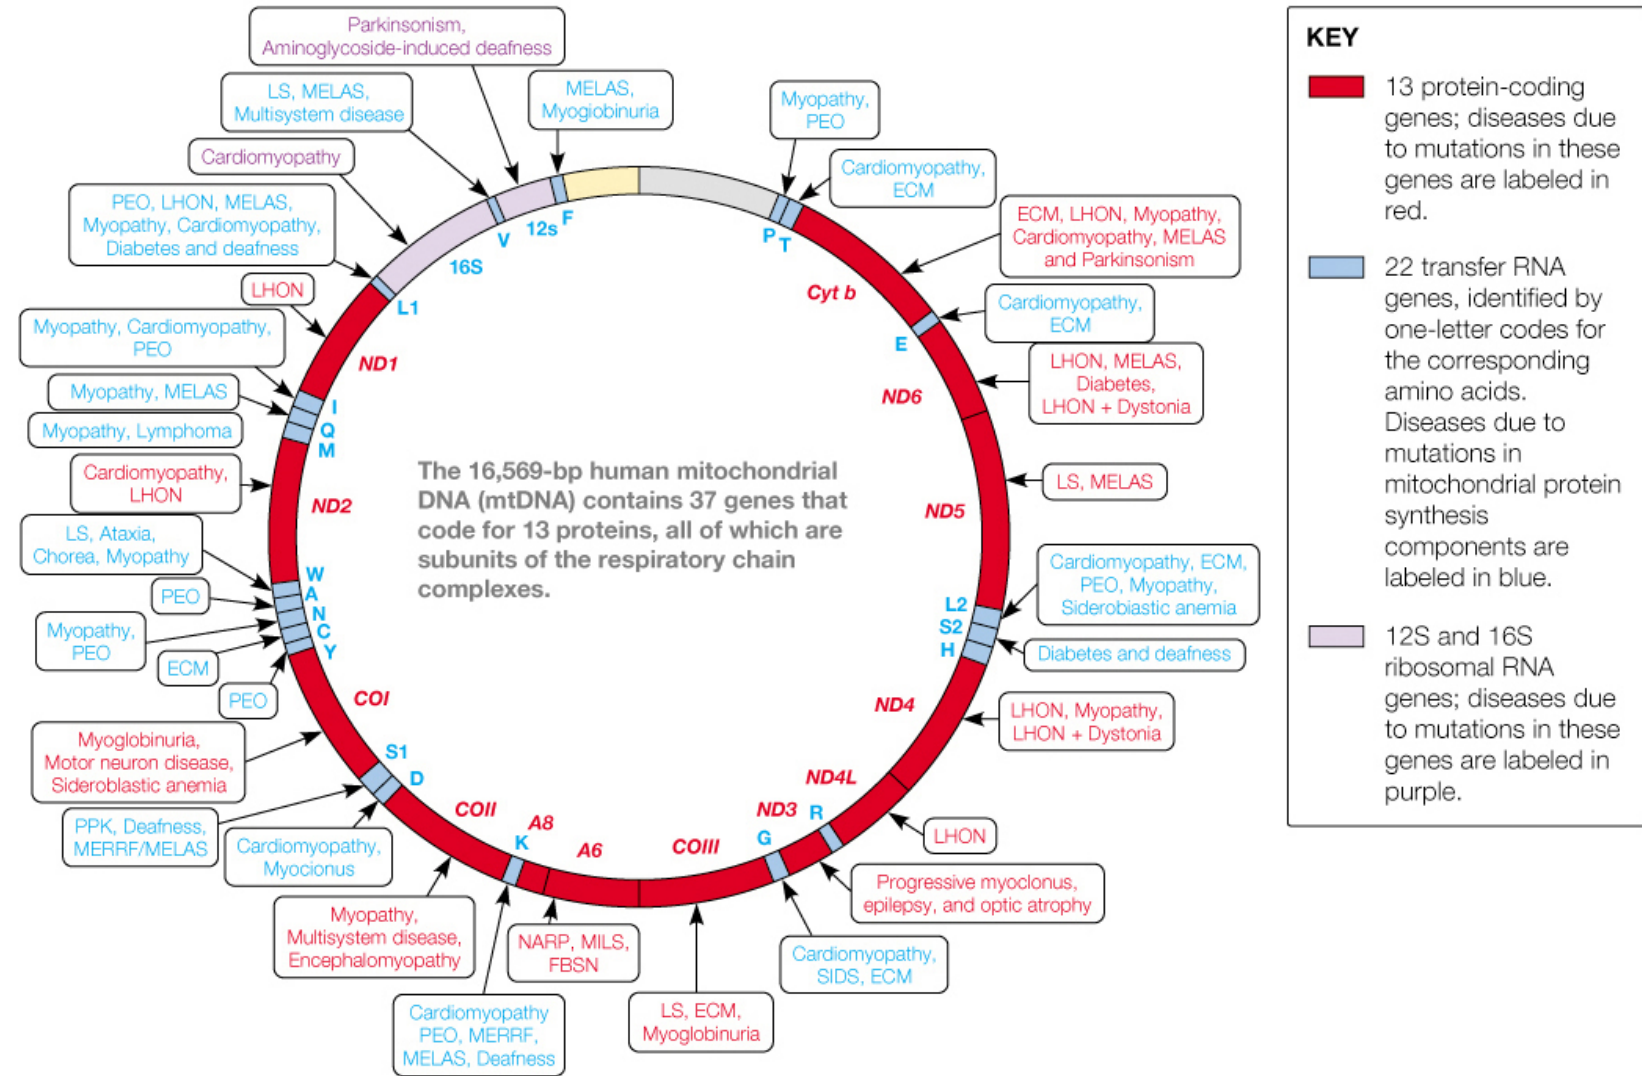 Parkinsonism,
Aminoglycoside-induced deafness
LS, MELAS,
Multisystem disease
MELAS,
Myogiobinuria
Myopathy,
PEO
Cardiomyopathy
Cardiomyopathy,
ECM
PEO, LHON, MELAS,
Myopathy, Cardiomyopathy,
Diabetes and deafness
ECM, LHON, Myopathy,
Cardiomyopathy, MELAS
and Parkinsonism
LHON
Cardiomyopathy,
ECM
Myopathy, Cardiomyopathy,
PEO
LHON, MELAS,
Diabetes,
LHON + Dystonia
Myopathy, MELAS
Myopathy, Lymphoma
Cardiomyopathy,
LHON
LS, MELAS
LS, Ataxia,
Chorea, Myopathy
Cardiomyopathy, ECM,
PEO, Myopathy,
Siderobiastic anemia
PEO
Myopathy,
PEO
Diabetes and deafness
ECM
PEO
LHON, Myopathy,
LHON + Dystonia
Myoglobinuria,
Motor neuron disease,
Sideroblastic anemia
PPK, Deafness,
MERRF/MELAS
Cardiomyopathy,
Myocionus
LHON
Progressive myoclonus,
epilepsy, and optic atrophy
Myopathy,
Multisystem disease,
Encephalomyopathy
NARP, MILS,
FBSN
Cardiomyopathy,
SIDS, ECM
Cardiomyopathy
PEO, MERRF,
MELAS, Deafness
LS, ECM,
Myoglobinuria
F
12s
V
16S
L1
ND1
I
Q
M
ND2
W
A
N
C
Y
COI
S1
D
COII
K
A8
A6
COIII
G
ND3
R
ND4L
ND4
H
S2
L2
ND5
ND6
E
Cyt b
T
P
The 16,569-bp human mitochondrial
DNA (mtDNA) contains 37 genes that
code for 13 proteins, all of which are
subunits of the respiratory chain
complexes.
KEY
13 protein-coding
genes; diseases due
to mutations in these
genes are labeled in
red.
22 transfer RNA
genes, identified by
one-letter codes for
the corresponding
amino acids.
Diseases due to
mutations in
mitochondrial protein
synthesis
components are
labeled in blue.
12S and 16S
ribosomal RNA
genes; diseases due
to mutations in these
genes are labeled in
purple.